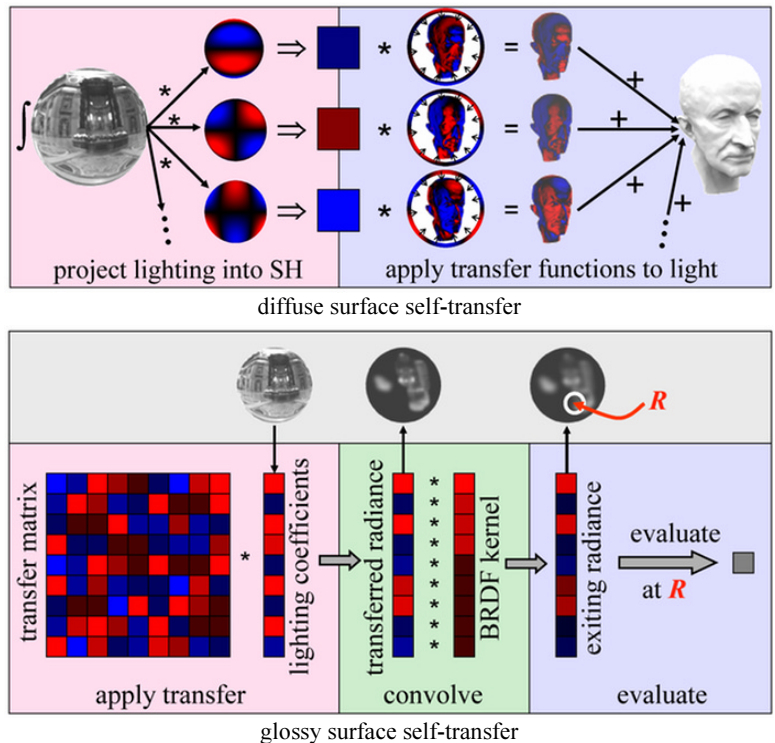 ∫
* * *
⇒ * =
⇒ * =
⇒ * =
+ + + +
project lighting into SH
apply transfer functions to light
diffuse surface self-transfer
R
transfer matrix
*
lighting coefficients
transferred radiance
* * * * * * * * *
BRDF kernel
exiting radiance
evaluate
at R
apply transfer
convolve
evaluate
glossy surface self-transfer